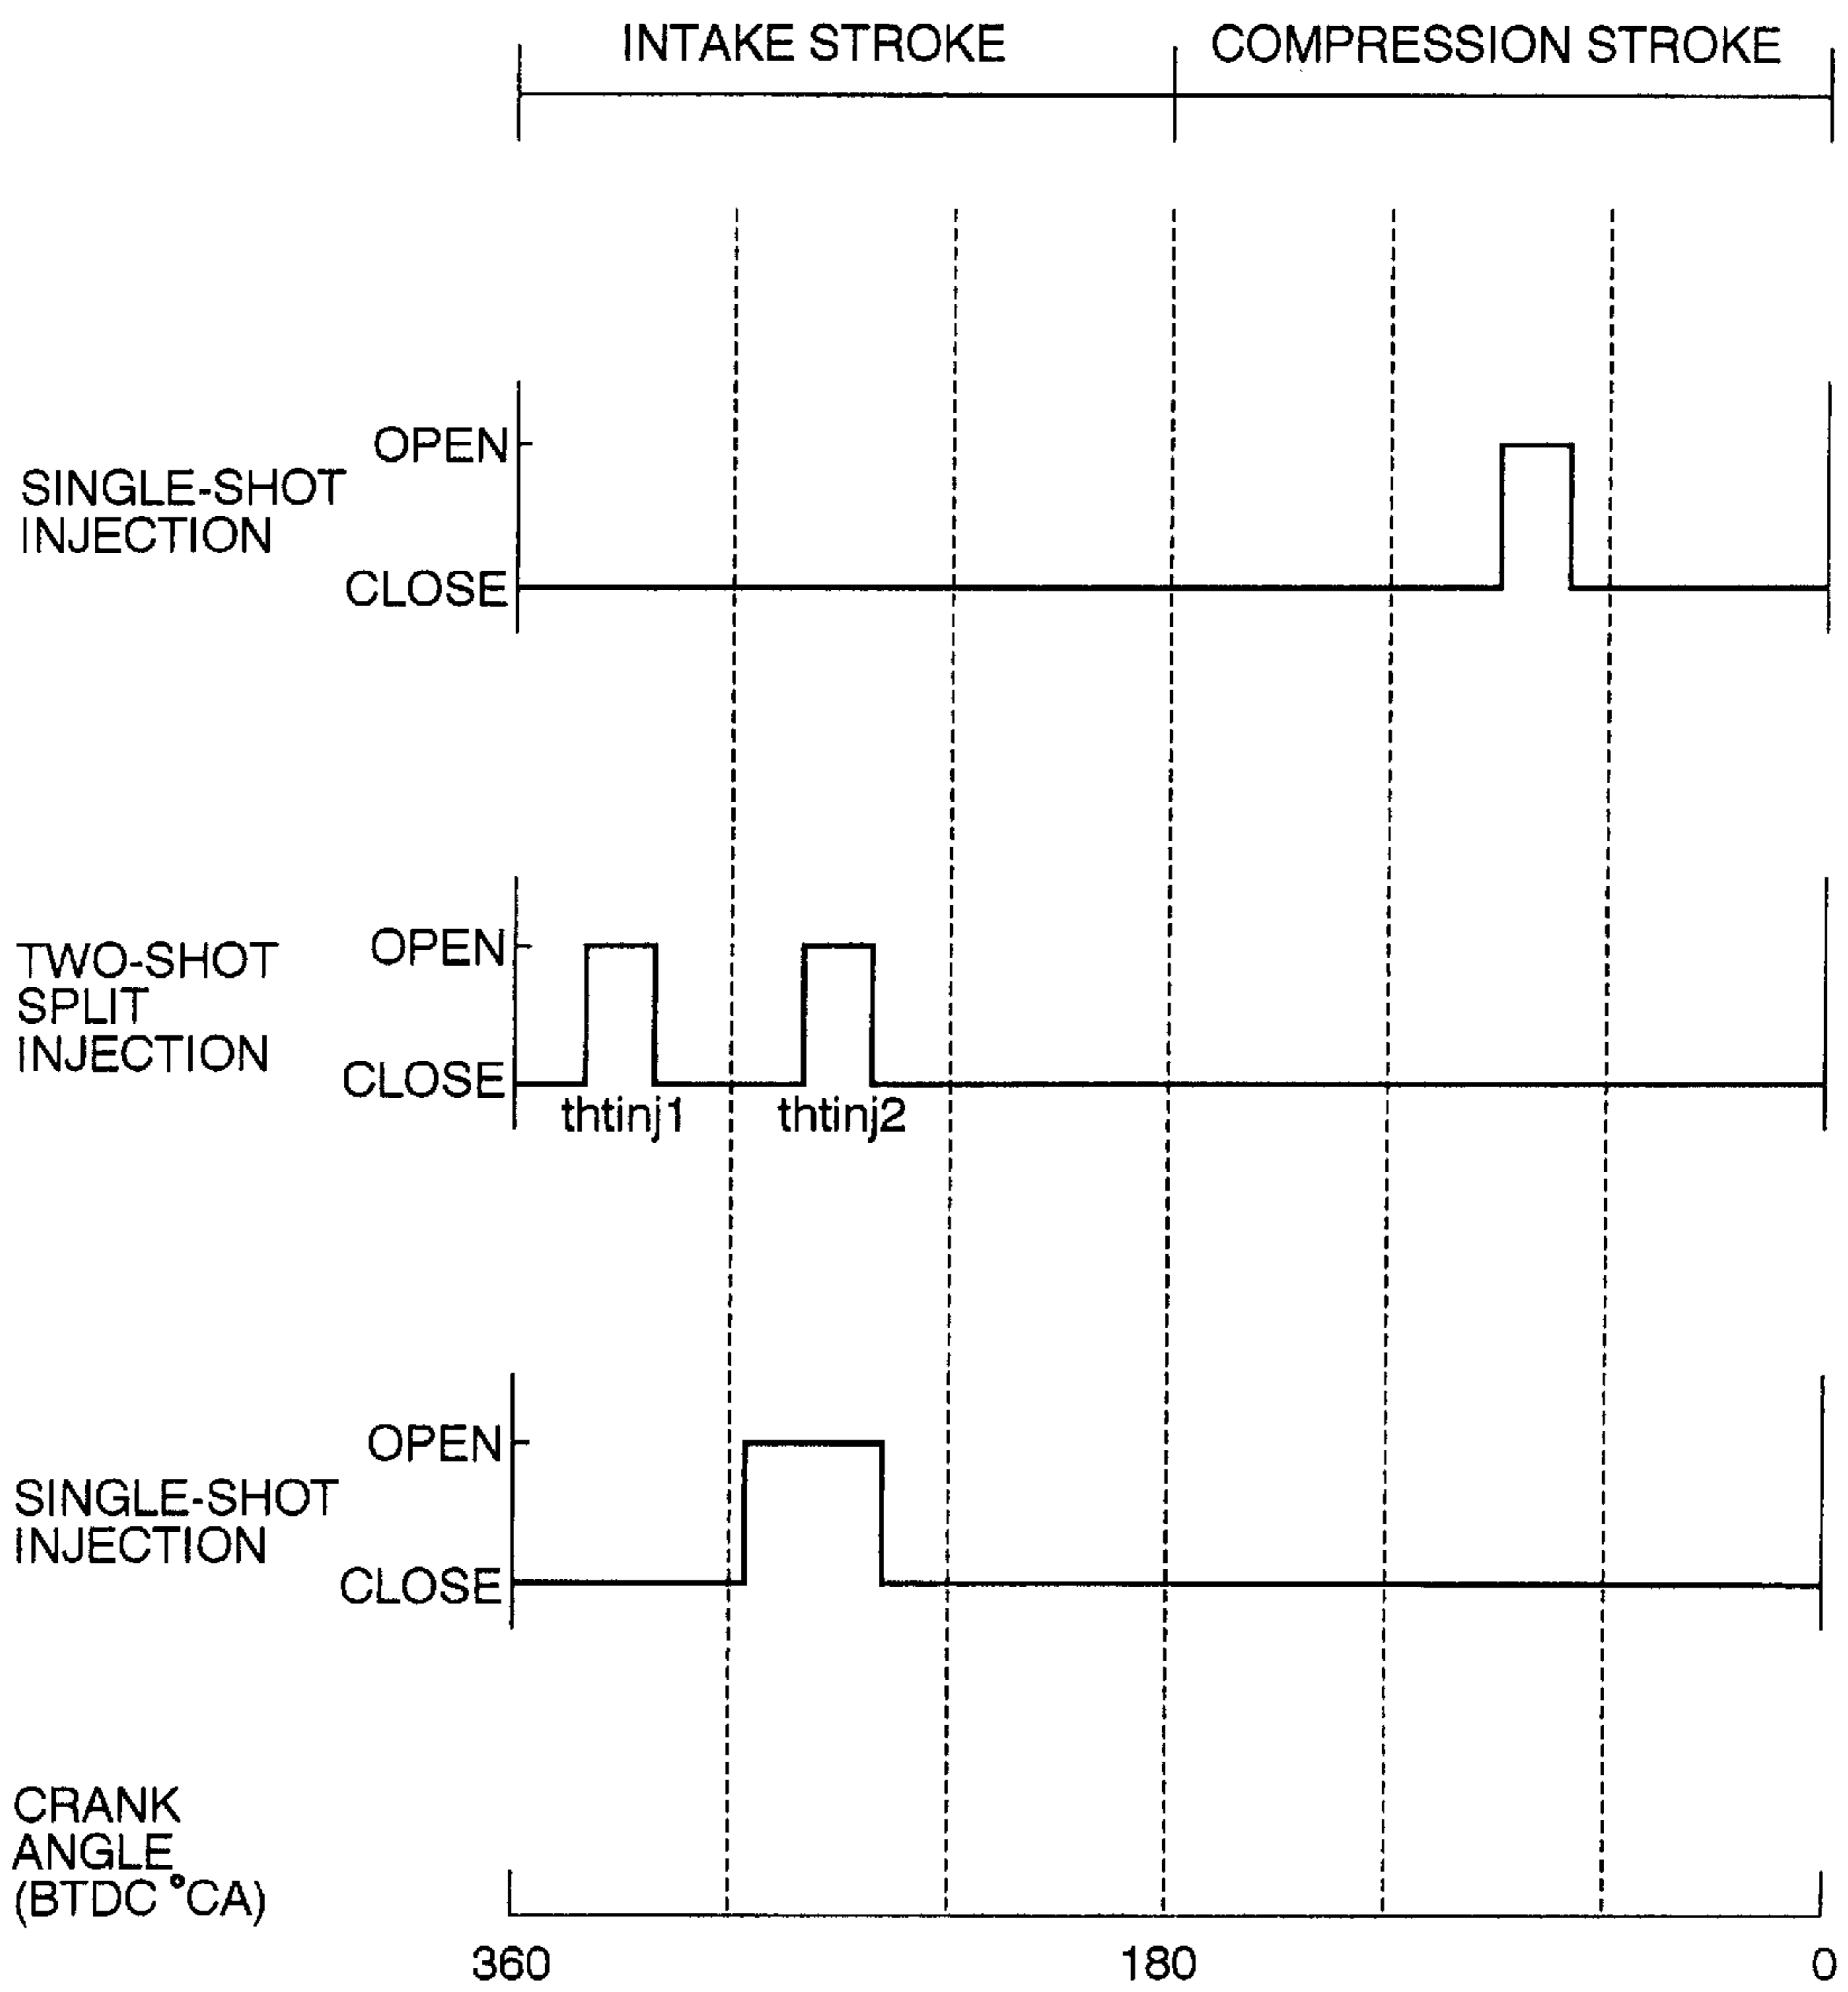 INTAKE STROKE
COMPRESSION STROKE
OPEN
SINGLE-SHOT
INJECTION
CLOSE
OPEN
TWO-SHOT
SPLIT
INJECTION
CLOSE
thtinj1
thtinj2
OPEN
SINGLE-SHOT
INJECTION
CLOSE
CRANK
ANGLE
(BTDC °CA)
360
180
0